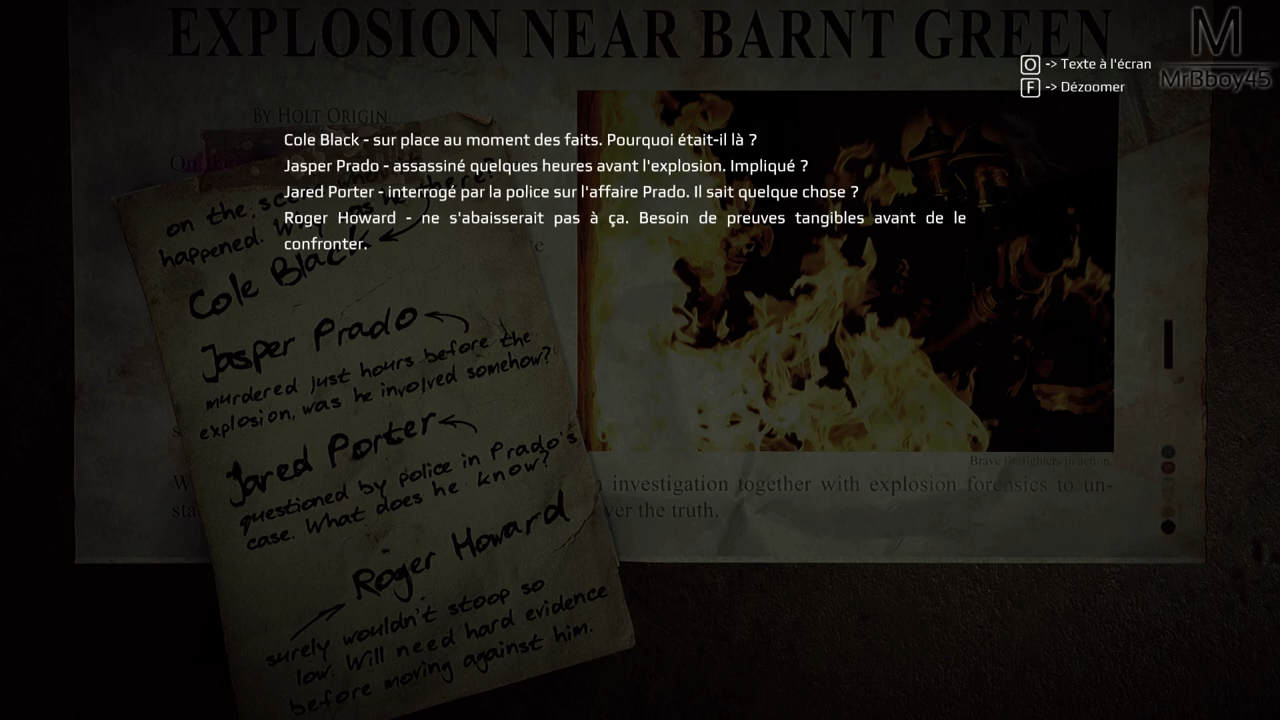 EXPLOSION NEAR BARNT GREEN
M
MrBboy45
O -> Texte à l'écran
F -> Dézoomer
BY HOLT ORIGIN
On the
Cole Black - sur place au moment des faits. Pourquoi était-il là ?
Jasper Prado - assassiné quelques heures avant l'explosion. Impliqué ?
Jared Porter - interrogé par la police sur l'affaire Prado. Il sait quelque chose ?
Roger Howard - ne s'abaisserait pas à ça. Besoin de preuves tangibles avant de le
confronter.
on the
happened.
Cole Black
Jasper Prado
murdered just hours before the
explosion, was he involved somehow?
Jared Porter
questioned by police in Prado's
case. What does he know?
Roger Howard
surely wouldn't stoop so
low. Will need hard evidence
before moving against him.
Brave firefighters in action.
investigation together with explosion forensics to un-
the truth.